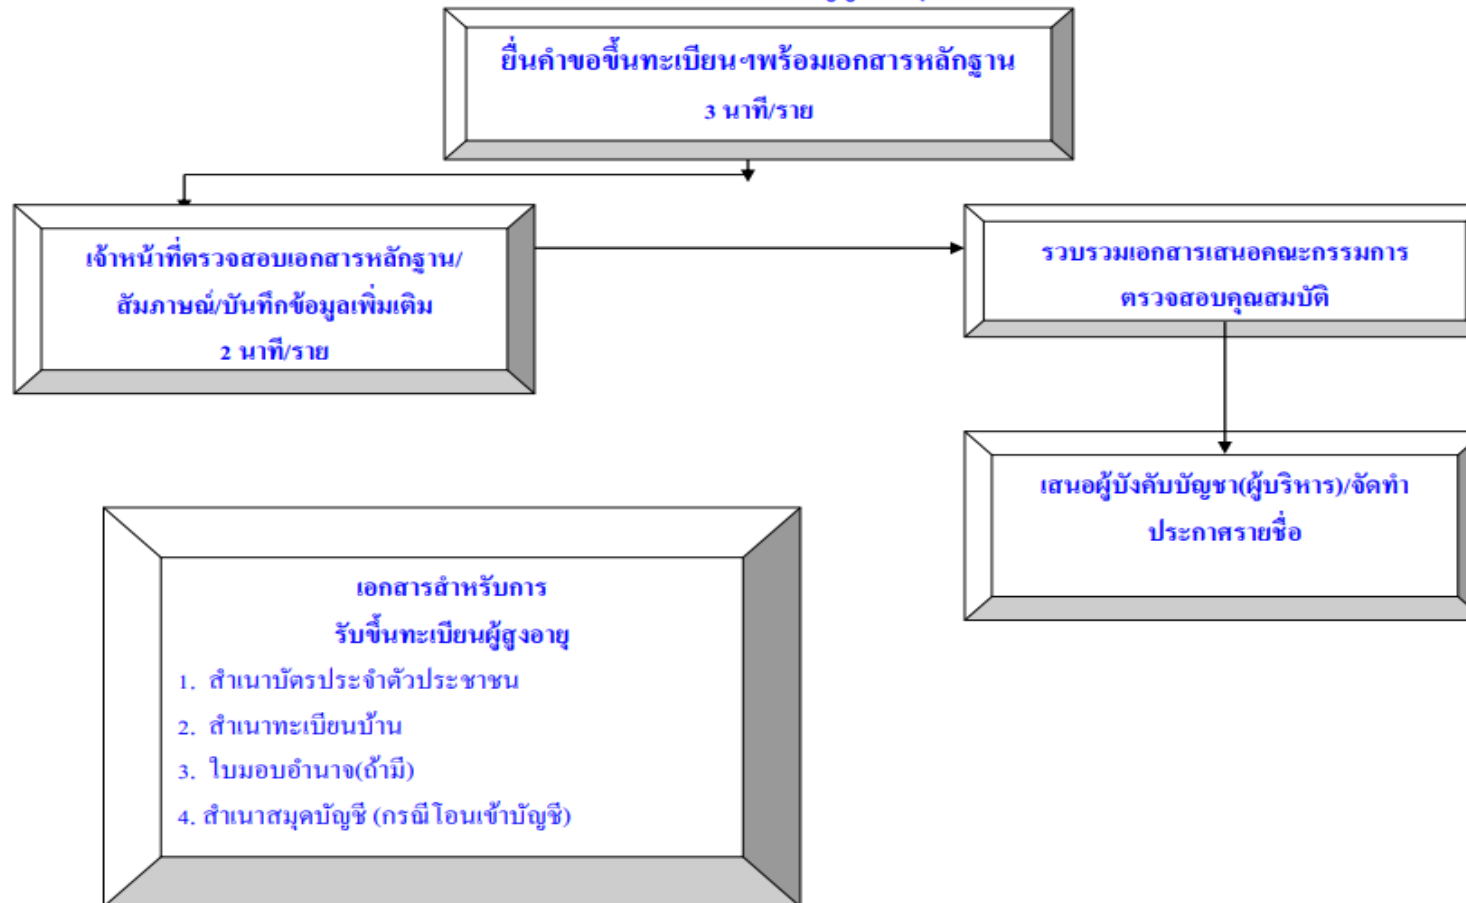 ยื่นคำขอขึ้นทะเบียนฯพร้อมเอกสารหลักฐาน
3 นาที/ราย
เจ้าหน้าที่ตรวจสอบเอกสารหลักฐาน/
สัมภาษณ์/บันทึกข้อมูลเพิ่มเติม
2 นาที/ราย
รวบรวมเอกสารเสนอคณะกรรมการ
ตรวจสอบคุณสมบัติ
เสนอผู้บังคับบัญชา(ผู้บริหาร)/จัดทำ
ประกาศรายชื่อ
เอกสารสำหรับการ
รับขึ้นทะเบียนผู้สูงอายุ
1. สำเนาบัตรประจำตัวประชาชน
2. สำเนาทะเบียนบ้าน
3. ใบมอบอำนาจ(ถ้ามี)
4. สำเนาสมุดบัญชี (กรณีโอนเข้าบัญชี)